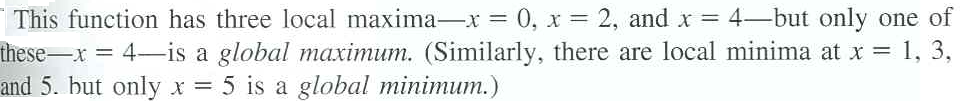 This function has three local maxima—x = 0, x = 2, and x = 4—but only one of
these—x = 4—is a global maximum. (Similarly, there are local minima at x = 1, 3,
and 5. but only x = 5 is a global minimum.)